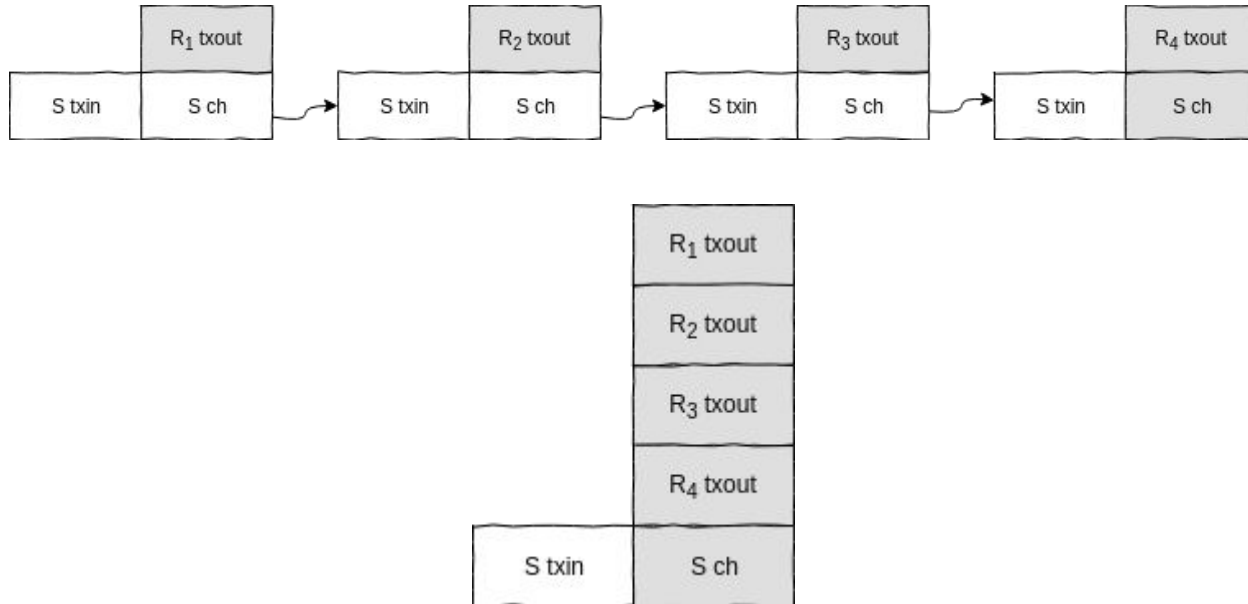 R₁ txout
R₂ txout
R₃ txout
R₄ txout
S txin S ch S txin S ch S txin S ch S txin S ch
R₁ txout
R₂ txout
R₃ txout
R₄ txout
S txin S ch